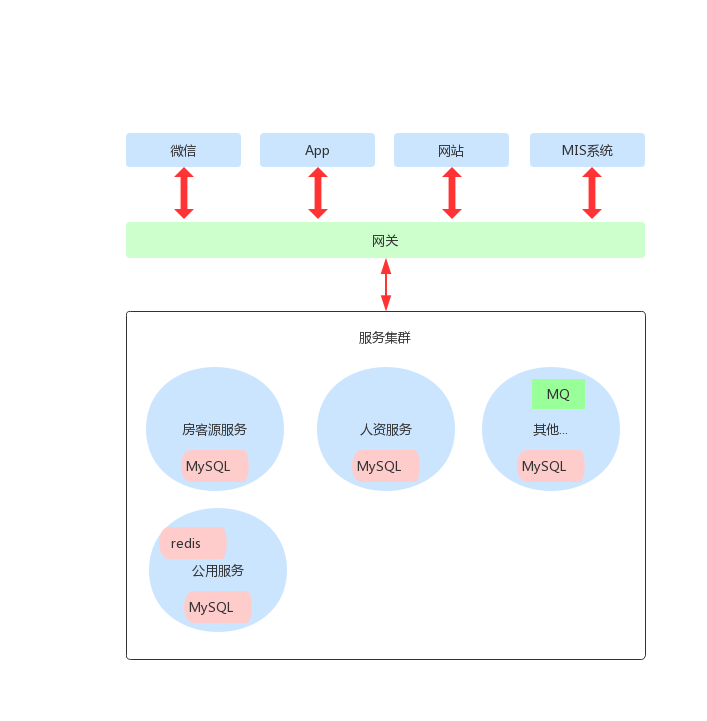 微信
App
网站
MIS系统
网关
服务集群
MQ
房客源服务
人资服务
其他...
MySQL
MySQL
MySQL
redis
公用服务
MySQL